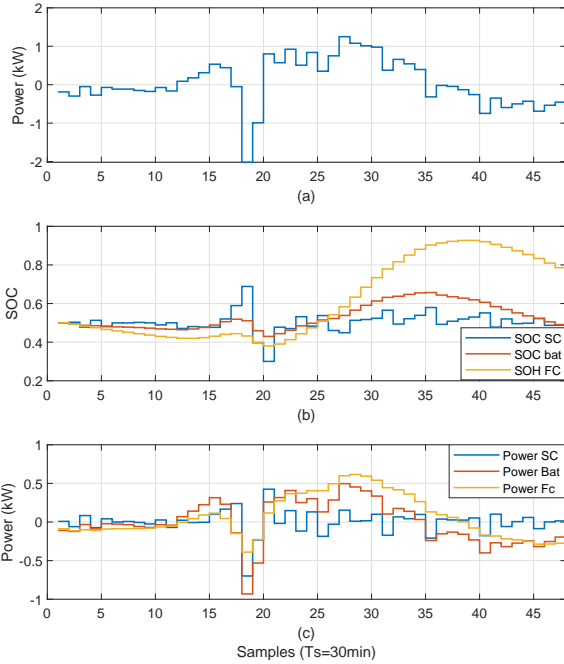 2
1
0
-1
-2
Power (kW)
0 5 10 15 20 25 30 35 40 45
(a)
1
0.8
0.6
0.4
0.2
SOC
SOC SC
SOC bat
SOH FC
0 5 10 15 20 25 30 35 40 45
(b)
1
0.5
0
-0.5
-1
Power (kW)
Power SC
Power Bat
Power Fc
0 5 10 15 20 25 30 35 40 45
(c)
Samples (Ts=30min)